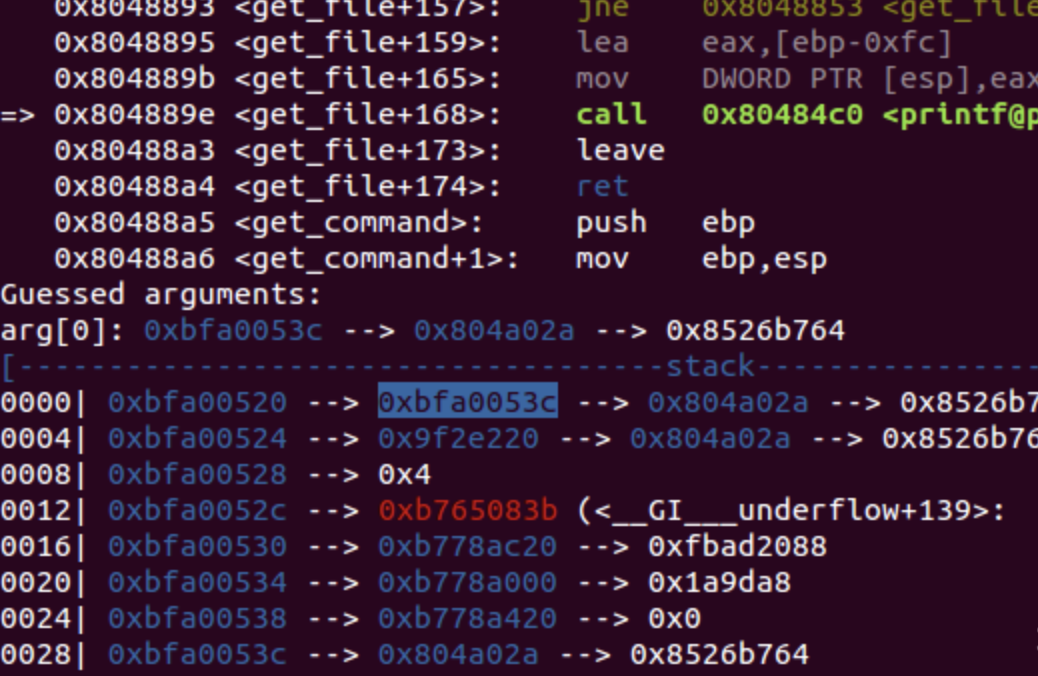 0x8048893 <get_file+157>: jne 0x8048853 <get_file
0x8048895 <get_file+159>: lea eax,[ebp-0xfc]
0x804889b <get_file+165>: mov DWORD PTR [esp],eax
=> 0x804889e <get_file+168>: call 0x80484c0 <printf@p
0x80488a3 <get_file+173>: leave
0x80488a4 <get_file+174>: ret
0x80488a5 <get_command>: push ebp
0x80488a6 <get_command+1>: mov ebp,esp
Guessed arguments:
arg[0]: 0xbfa0053c --> 0x804a02a --> 0x8526b764
[------------------------------------stack----------------
0000| 0xbfa00520 --> 0xbfa0053c --> 0x804a02a --> 0x8526b7
0004| 0xbfa00524 --> 0x9f2e220 --> 0x804a02a --> 0x8526b76
0008| 0xbfa00528 --> 0x4
0012| 0xbfa0052c --> 0xb765083b (<__GI___underflow+139>:
0016| 0xbfa00530 --> 0xb778ac20 --> 0xfbad2088
0020| 0xbfa00534 --> 0xb778a000 --> 0x1a9da8
0024| 0xbfa00538 --> 0xb778a420 --> 0x0
0028| 0xbfa0053c --> 0x804a02a --> 0x8526b764